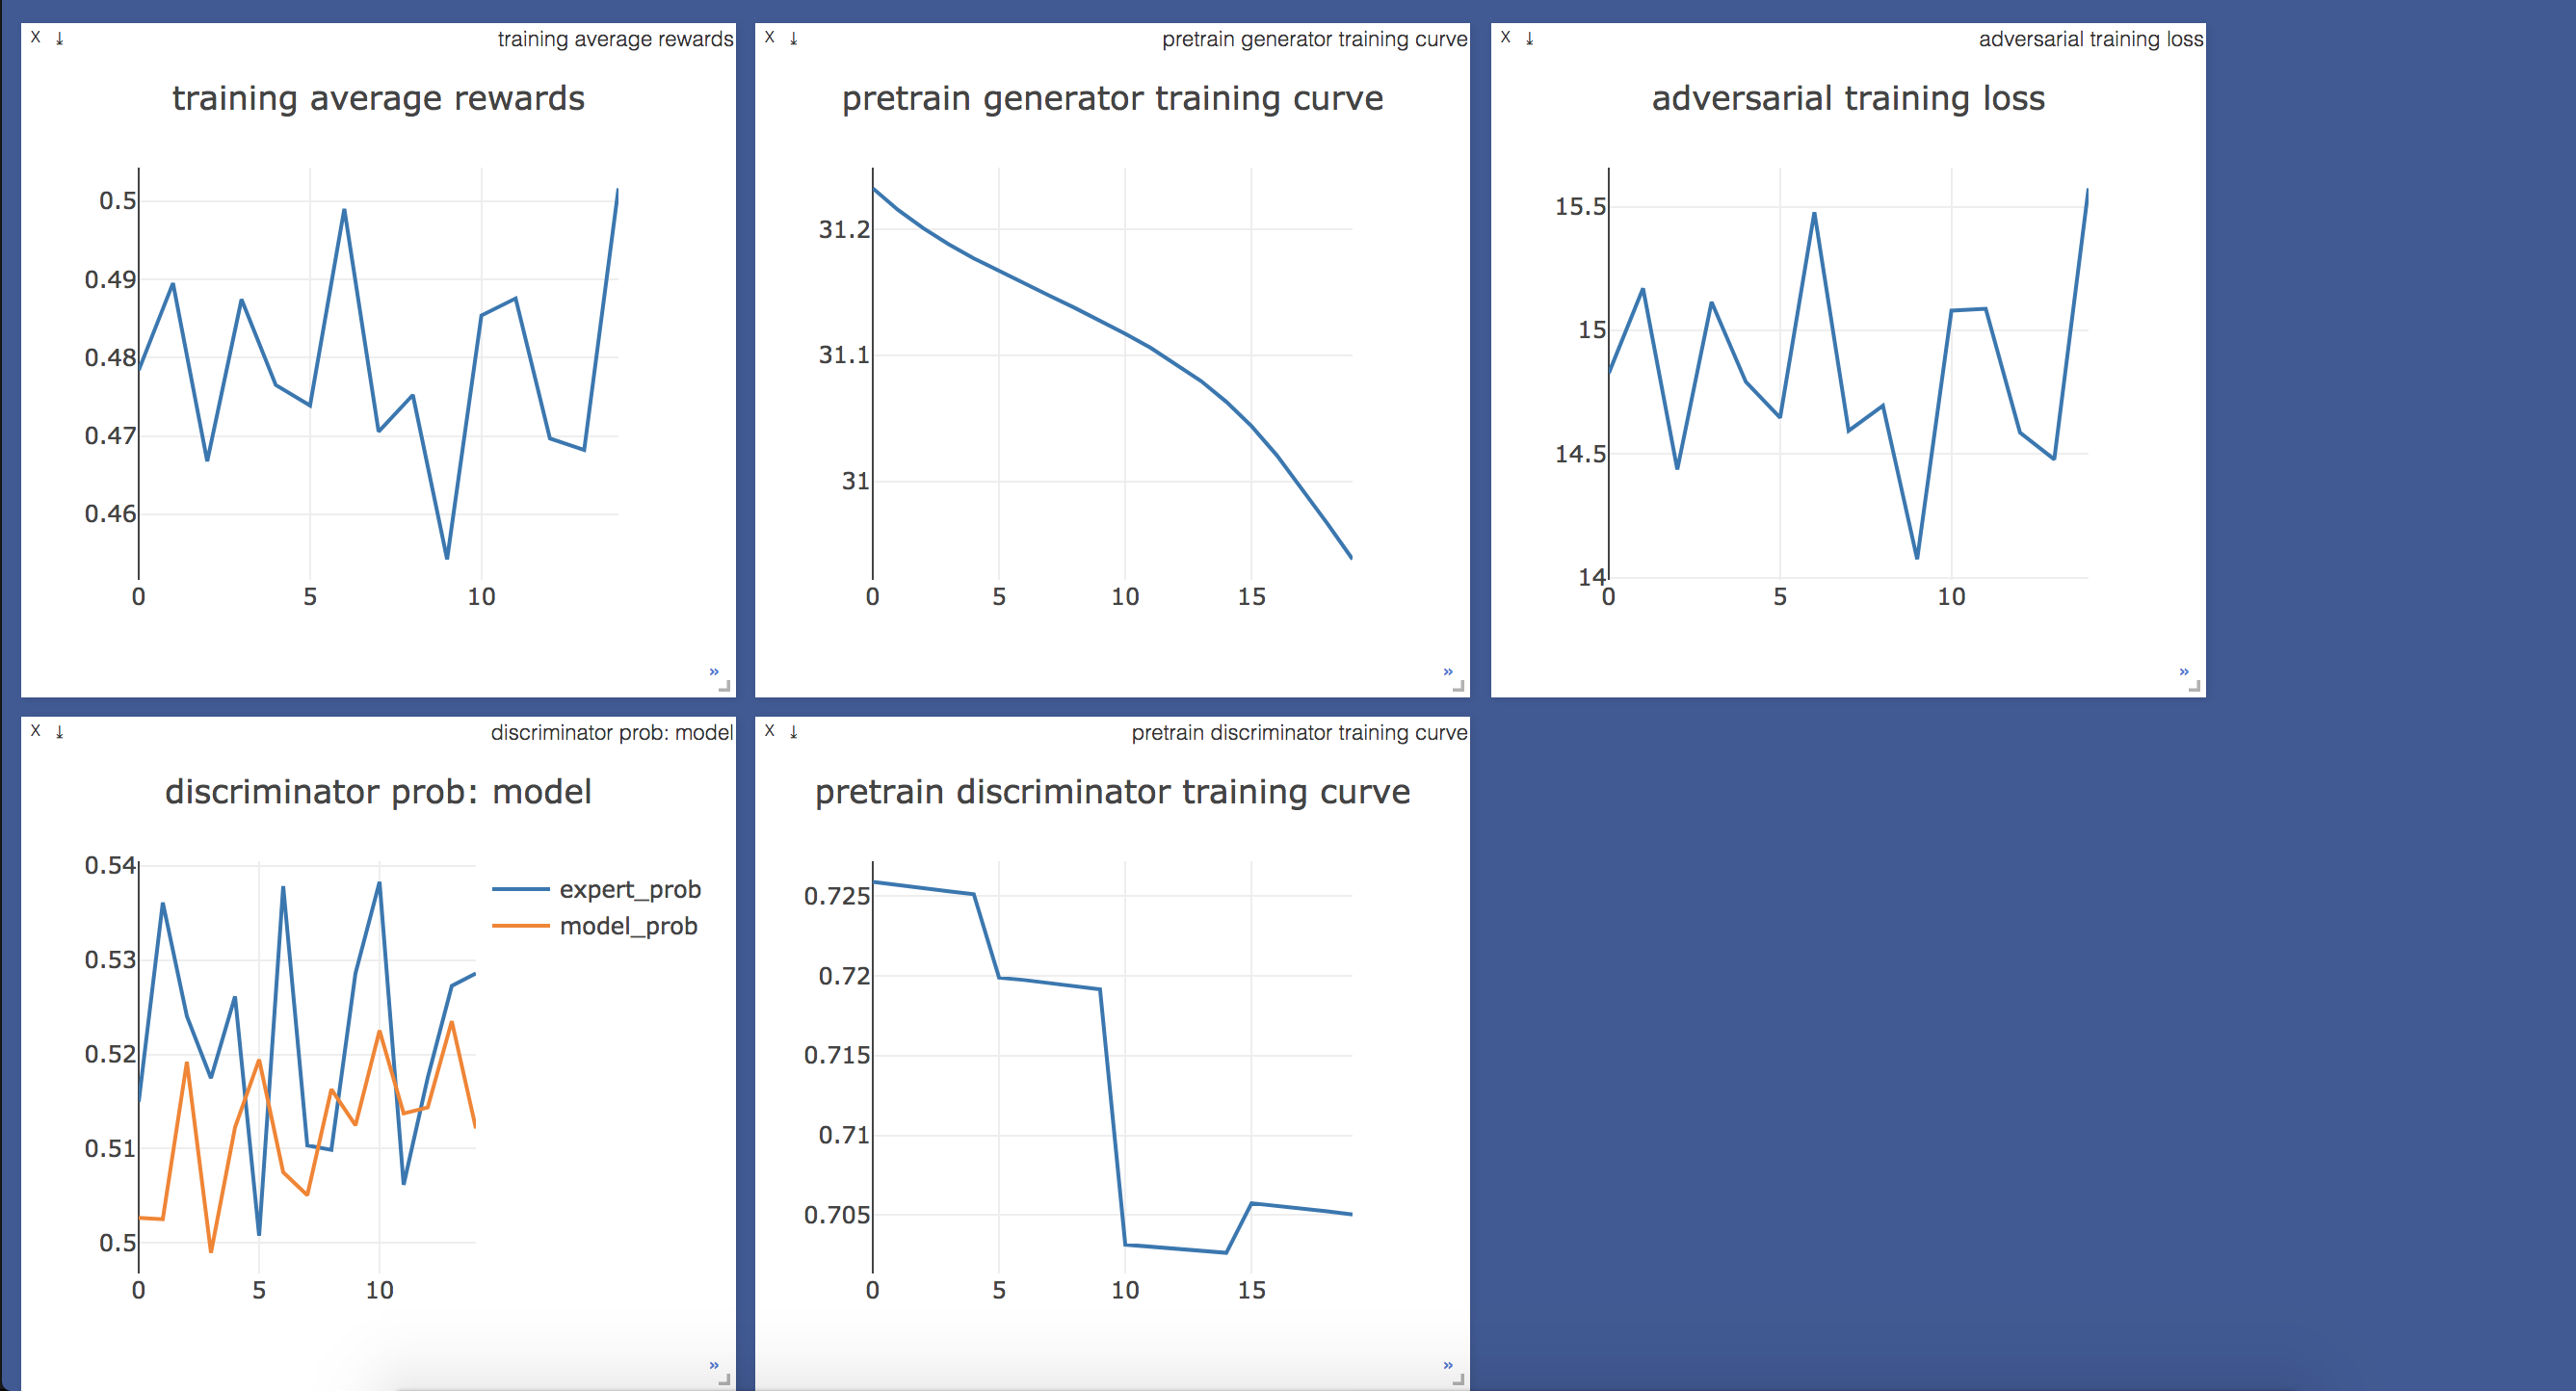 X ↓ training average rewards
training average rewards
0.5
0.49
0.48
0.47
0.46
0 5 10
»
X ↓ pretrain generator training curve
pretrain generator training curve
31.2
31.1
31
0 5 10 15
»
X ↓ adversarial training loss
adversarial training loss
15.5
15
14.5
14
0 5 10
»
X ↓ discriminator prob: model
discriminator prob: model
0.54
0.53
0.52
0.51
0.5
0 5 10
expert_prob
model_prob
»
X ↓ pretrain discriminator training curve
pretrain discriminator training curve
0.725
0.72
0.715
0.71
0.705
0 5 10 15
»